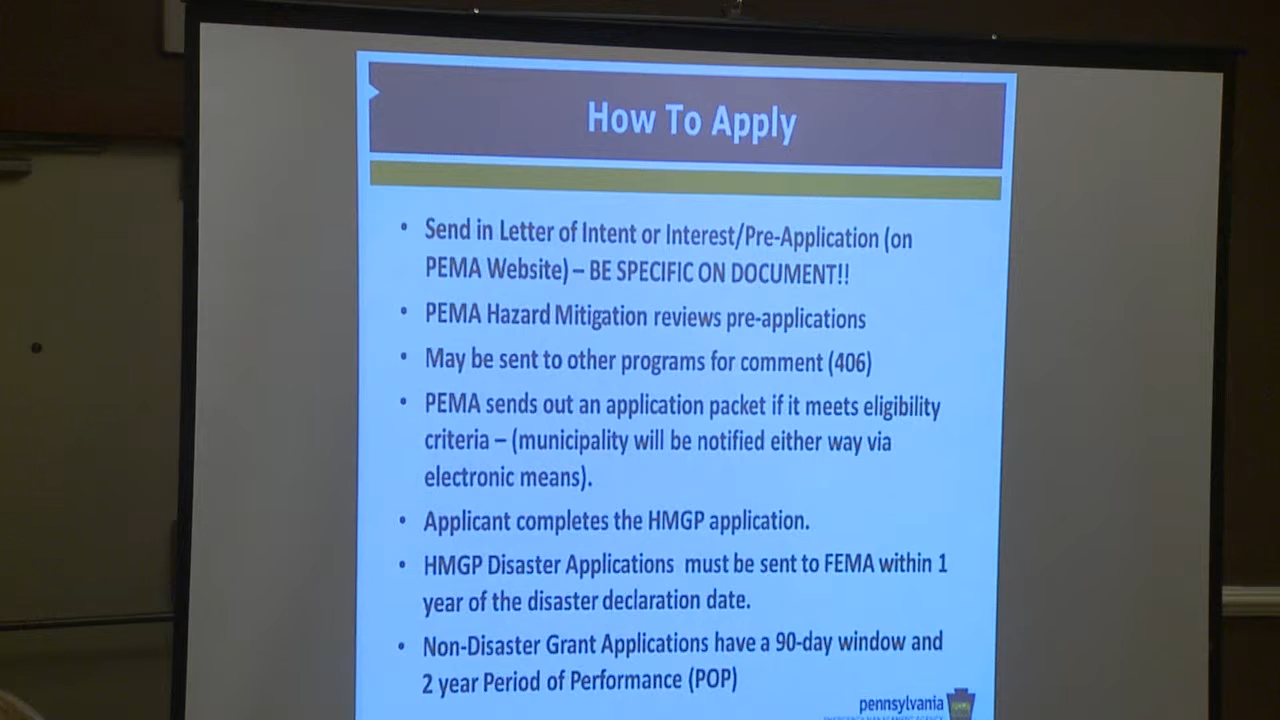 How To Apply
• Send in Letter of Intent or Interest/Pre-Application (on
PEMA Website) – BE SPECIFIC ON DOCUMENT!!
• PEMA Hazard Mitigation reviews pre-applications
• May be sent to other programs for comment (406)
• PEMA sends out an application packet if it meets eligibility
criteria – (municipality will be notified either way via
electronic means).
• Applicant completes the HMGP application.
• HMGP Disaster Applications must be sent to FEMA within 1
year of the disaster declaration date.
• Non-Disaster Grant Applications have a 90-day window and
2 year Period of Performance (POP)
pennsylvania